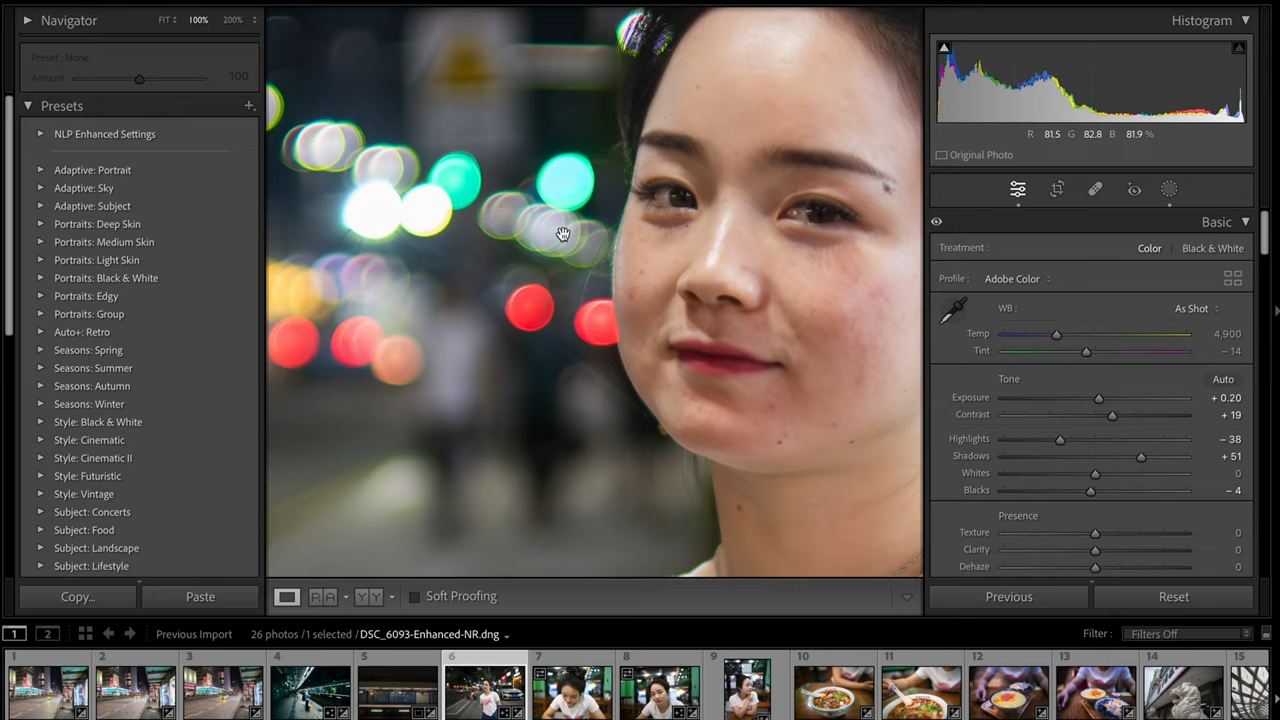 Navigator FIT 100% 200%
Preset: None
Amount 100
Presets
NLP Enhanced Settings
Adaptive: Portrait
Adaptive: Sky
Adaptive: Subject
Portraits: Deep Skin
Portraits: Medium Skin
Portraits: Light Skin
Portraits: Black & White
Portraits: Edgy
Portraits: Group
Auto+: Retro
Seasons: Spring
Seasons: Summer
Seasons: Autumn
Seasons: Winter
Style: Black & White
Style: Cinematic
Style: Cinematic II
Style: Futuristic
Style: Vintage
Subject: Concerts
Subject: Food
Subject: Landscape
Subject: Lifestyle
Copy... Paste
R A Y Y Soft Proofing
Histogram
R 81.5 G 82.8 B 81.9 %
Original Photo
Basic
Treatment : Color Black & White
Profile : Adobe Color
WB : As Shot
Temp 4,900
Tint – 14
Tone Auto
Exposure + 0.20
Contrast + 19
Highlights – 38
Shadows + 51
Whites 0
Blacks – 4
Presence
Texture 0
Clarity 0
Dehaze 0
Previous Reset
1 2 Previous Import 26 photos / 1 selected / DSC_6093-Enhanced-NR.dng Filter : Filters Off
1 2 3 4 5 6 7 8 9 10 11 12 13 14 15